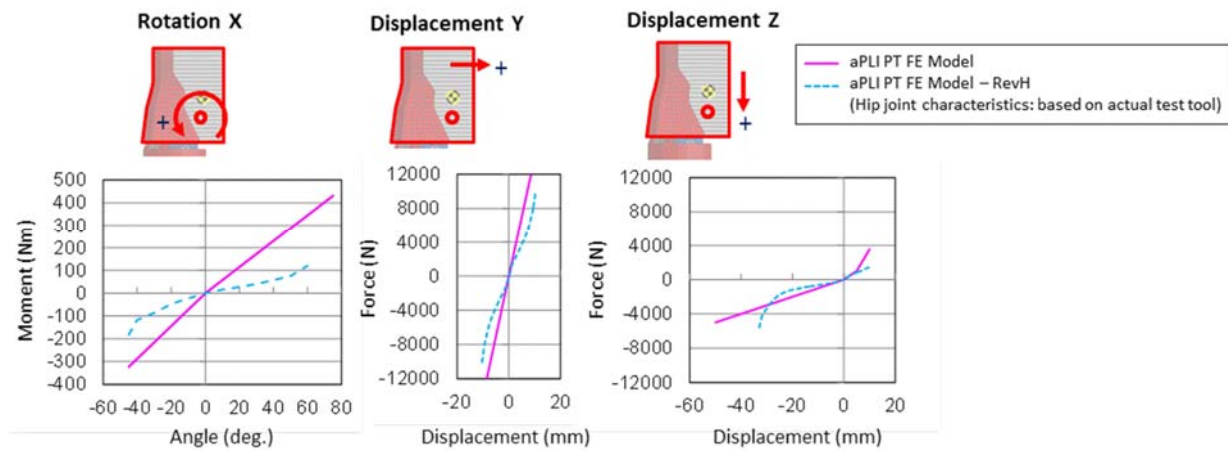 Rotation X
Displacement Y
Displacement Z
+
+
+
aPLI PT FE Model
aPLI PT FE Model – RevH
(Hip joint characteristics: based on actual test tool)
Moment (Nm)
500
400
300
200
100
0
-100
-200
-300
-400
-60 -40 -20 0 20 40 60 80
Angle (deg.)
Force (N)
12000
8000
4000
0
-4000
-8000
-12000
-20 0 20
Displacement (mm)
Force (N)
12000
8000
4000
0
-4000
-8000
-12000
-60 -40 -20 0 20
Displacement (mm)